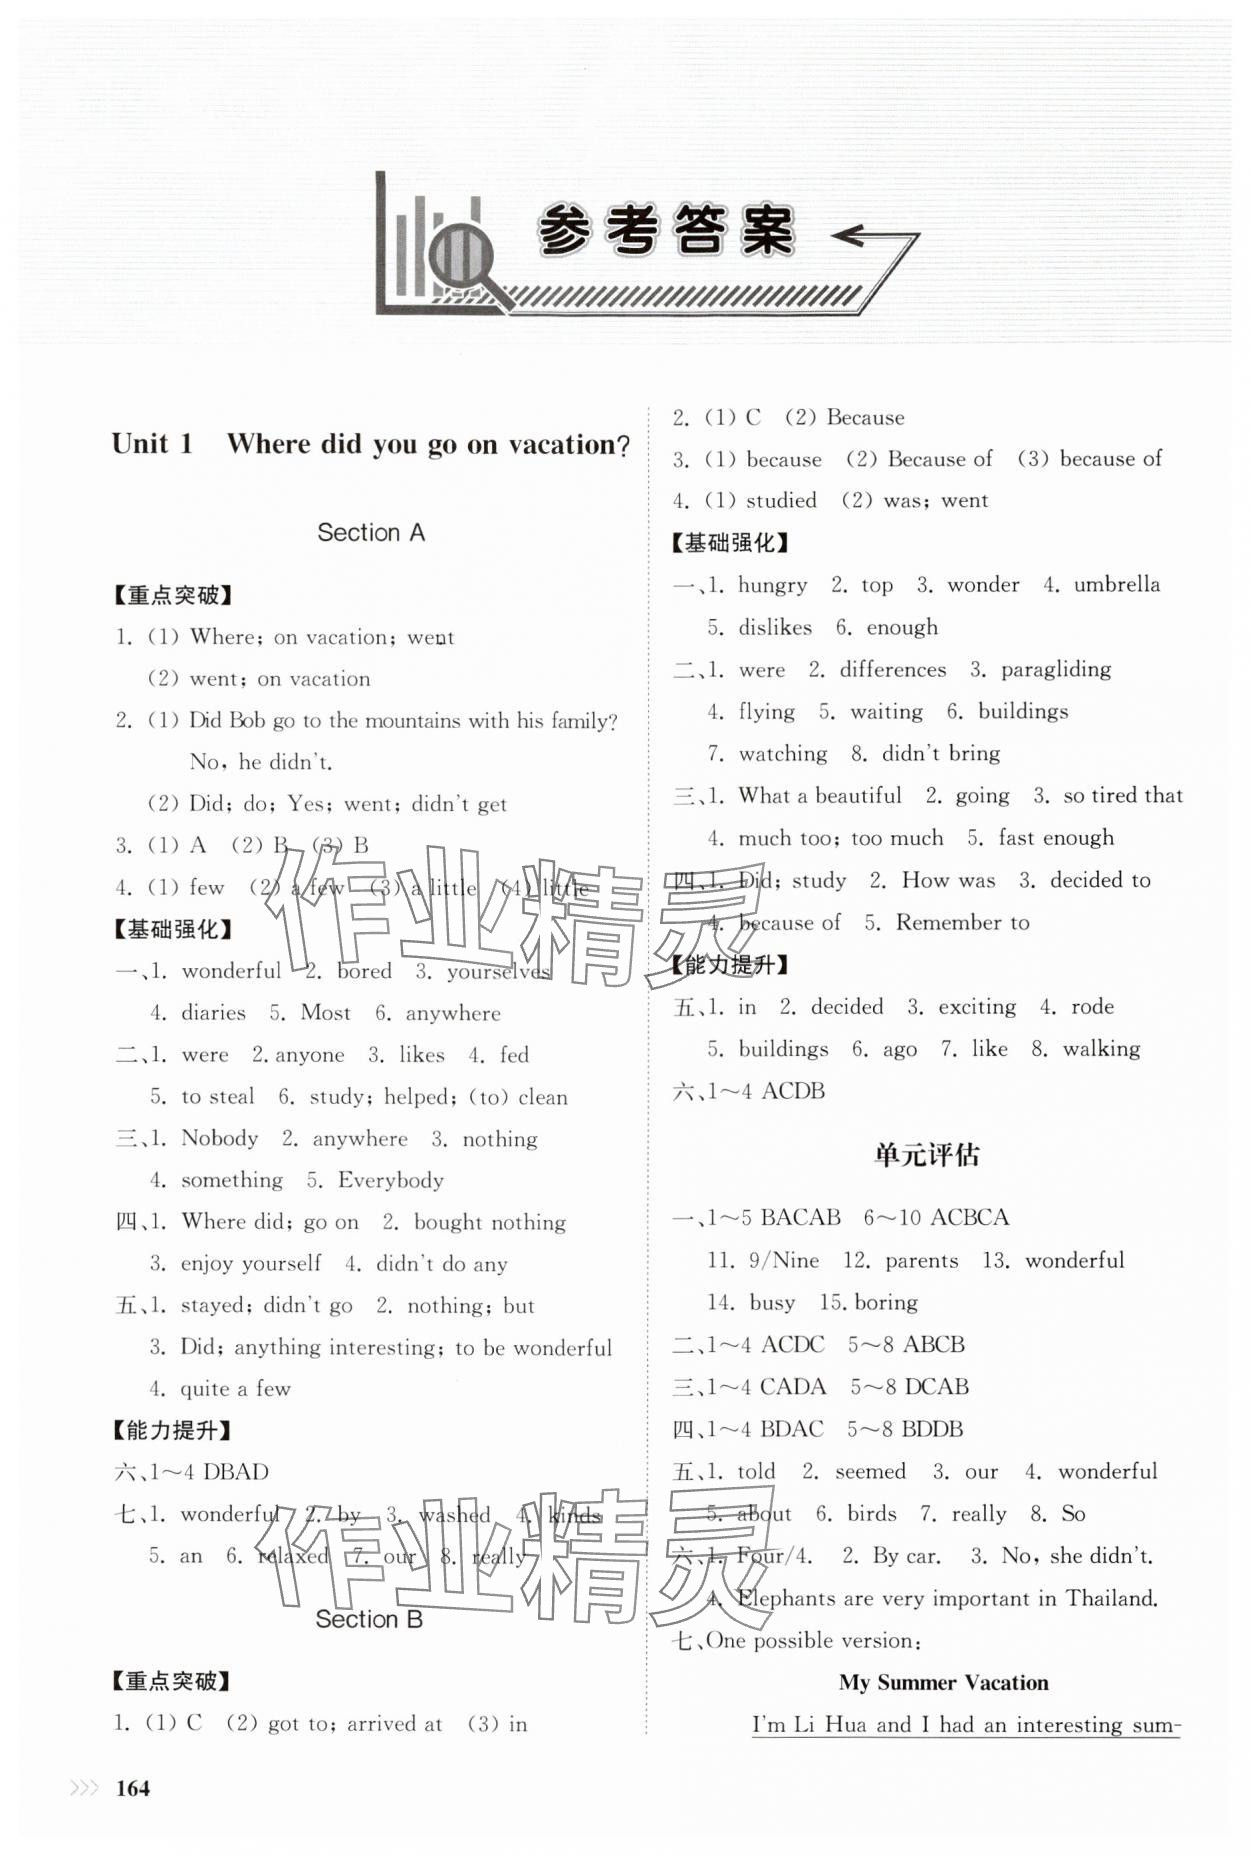 参考答案
Unit 1 Where did you go on vacation?
Section A
【重点突破】
1. (1) Where; on vacation; went
(2) went; on vacation
2. (1) Did Bob go to the mountains with his family?
No, he didn't.
(2) Did; do; Yes; went; didn't get
3. (1) A (2) B (3) B
4. (1) few (2) a few (3) a little (4) little
【基础强化】
一、1. wonderful 2. bored 3. yourselves
4. diaries 5. Most 6. anywhere
二、1. were 2. anyone 3. likes 4. fed
5. to steal 6. study; helped; (to) clean
三、1. Nobody 2. anywhere 3. nothing
4. something 5. Everybody
四、1. Where did; go on 2. bought nothing
3. enjoy yourself 4. didn't do any
五、1. stayed; didn't go 2. nothing; but
3. Did; anything interesting; to be wonderful
4. quite a few
【能力提升】
六、1～4 DBAD
七、1. wonderful 2. by 3. washed 4. kinds
5. an 6. relaxed 7. our 8. really
Section B
【重点突破】
1. (1) C (2) got to; arrived at (3) in
2. (1) C (2) Because
3. (1) because (2) Because of (3) because of
4. (1) studied (2) was; went
【基础强化】
一、1. hungry 2. top 3. wonder 4. umbrella
5. dislikes 6. enough
二、1. were 2. differences 3. paragliding
4. flying 5. waiting 6. buildings
7. watching 8. didn't bring
三、1. What a beautiful 2. going 3. so tired that
4. much too; too much 5. fast enough
四、1. Did; study 2. How was 3. decided to
4. because of 5. Remember to
【能力提升】
五、1. in 2. decided 3. exciting 4. rode
5. buildings 6. ago 7. like 8. walking
六、1～4 ACDB
单元评估
一、1～5 BACAB 6～10 ACBCA
11. 9/Nine 12. parents 13. wonderful
14. busy 15. boring
二、1～4 ACDC 5～8 ABCB
三、1～4 CADA 5～8 DCAB
四、1～4 BDAC 5～8 BDDB
五、1. told 2. seemed 3. our 4. wonderful
5. about 6. birds 7. really 8. So
六、1. Four/4. 2. By car. 3. No, she didn't.
4. Elephants are very important in Thailand.
七、One possible version:
My Summer Vacation
I'm Li Hua and I had an interesting sum-
164
作业精灵
作业精灵